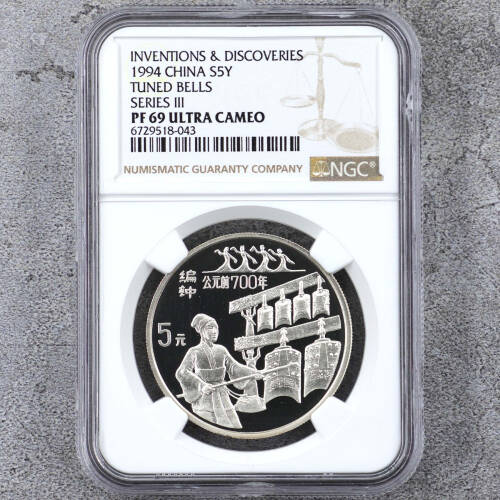 INVENTIONS & DISCOVERIES
1994 CHINA S5Y
TUNED BELLS
SERIES III
PF 69 ULTRA CAMEO
6729518-043
NUMISMATIC GUARANTY COMPANY
NGC®
编钟
公元前700年
5元